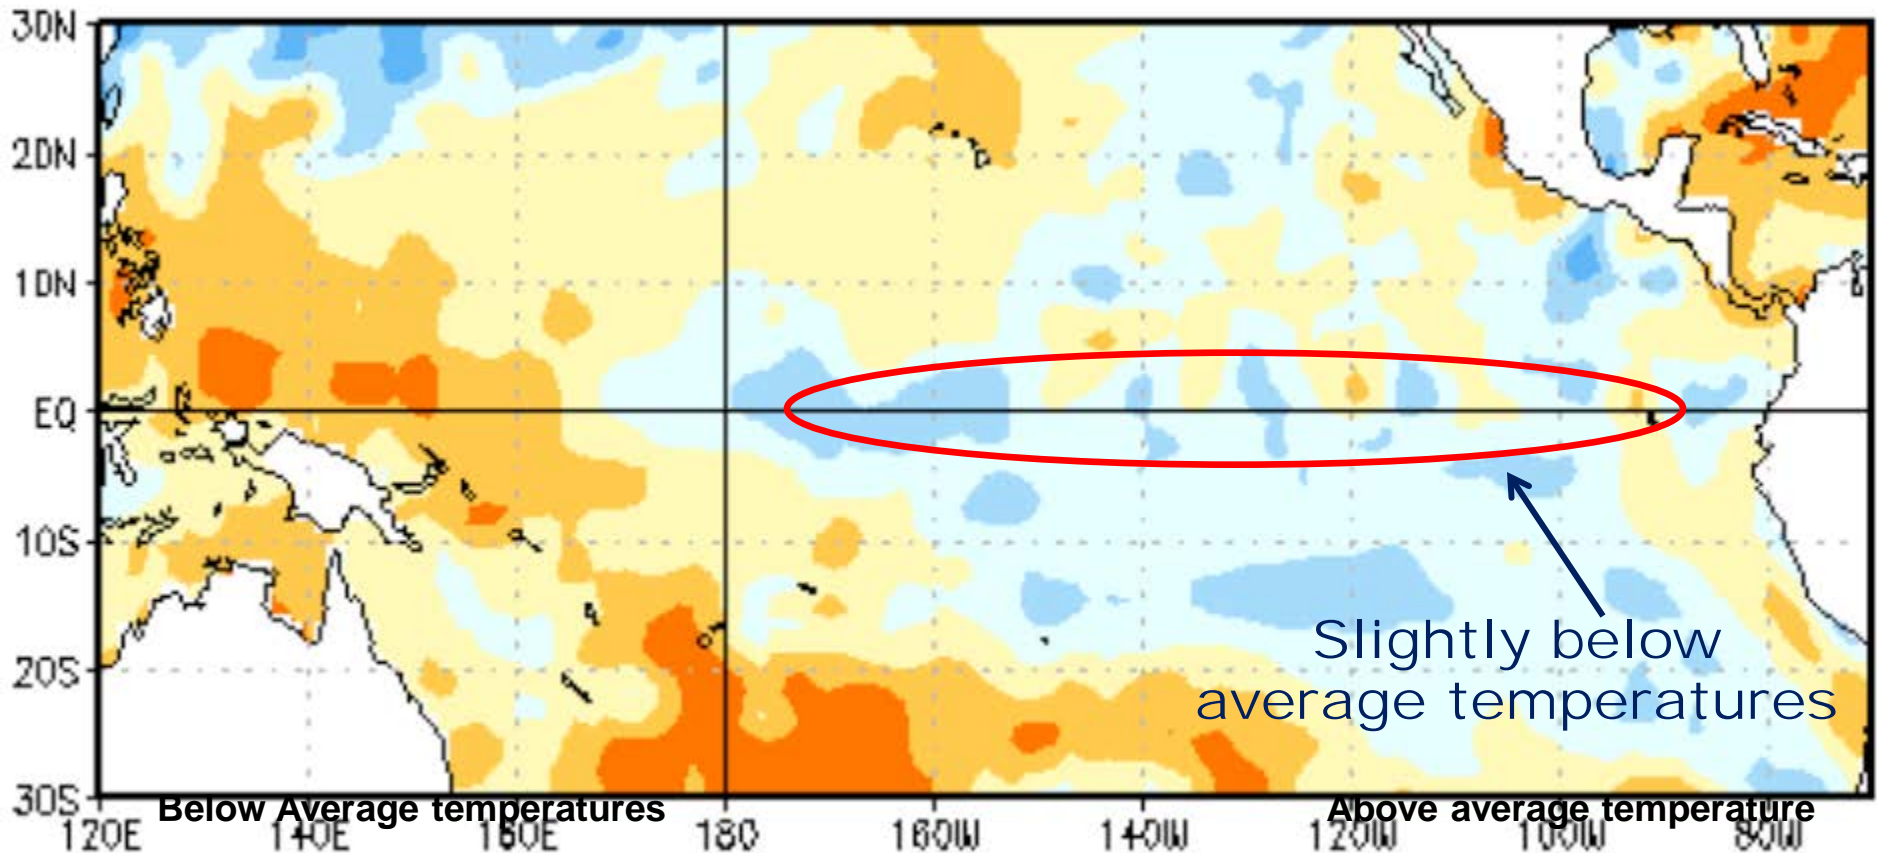 30N
20N
10N
EQ
10S
20S
30S
Slightly below
average temperatures
Below Average temperatures
Above average temperature
120E 140E 160E 180 160W 140W 120W 100W 80W